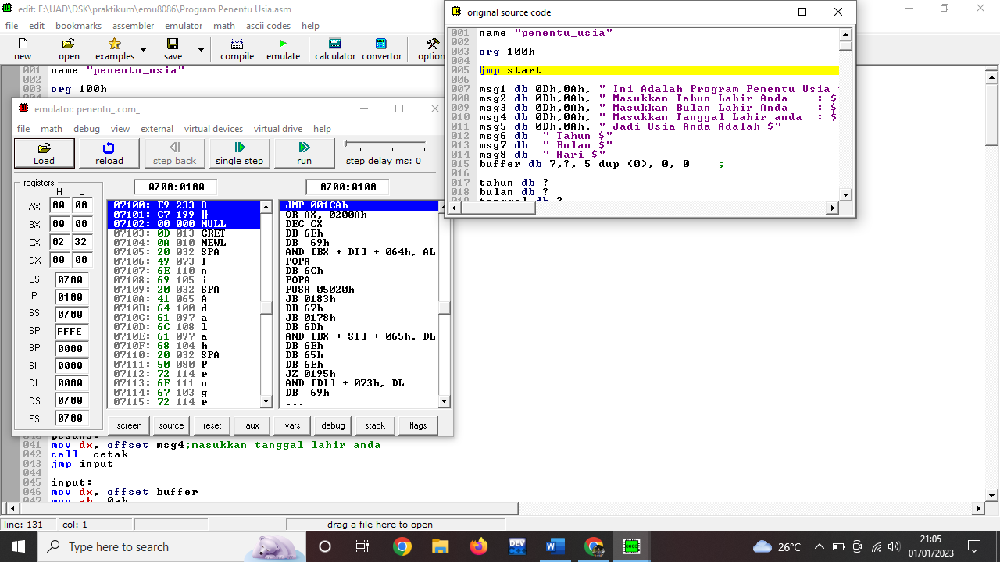 edit: E:\UAD\DSK\praktikum\emu8086\Program Penentu Usia.asm
file edit bookmarks assembler emulator math ascii codes help
new open examples save compile emulate calculator convertor option
001 name "penentu_usia"
002
003 org 100h
original source code
001 name "penentu_usia"
002
003 org 100h
004
005 jmp start
006
007 msg1 db 0Dh,0Ah, " Ini Adalah Program Penentu Usia
008 msg2 db 0Dh,0Ah, " Masukkan Tahun Lahir Anda : $
009 msg3 db 0Dh,0Ah, " Masukkan Bulan Lahir Anda : $
010 msg4 db 0Dh,0Ah, " Masukkan Tanggal Lahir anda : $
011 msg5 db 0Dh,0Ah, " Jadi Usia Anda Adalah $"
012 msg6 db " Tahun $"
013 msg7 db " Bulan $"
014 msg8 db " Hari $"
015 buffer db 7,?, 5 dup (0), 0, 0 ;
016
017 tahun db ?
018 bulan db ?
019 tanggal db ?
emulator: penentu_.com_
file math debug view external virtual devices virtual drive help
Load reload step back single step run step delay ms: 0
registers
H L
AX 00 00
BX 00 00
CX 02 32
DX 00 00
CS 0700
IP 0100
SS 0700
SP FFFE
BP 0000
SI 0000
DI 0000
DS 0700
ES 0700
0700:0100
07100: E9 233 θ
07101: C7 199 ╟
07102: 00 000 NULL
07103: 0D 013 CRET
07104: 0A 010 NEWL
07105: 20 032 SPA
07106: 49 073 I
07107: 6E 110 n
07108: 69 105 i
07109: 20 032 SPA
0710A: 41 065 A
0710B: 64 100 d
0710C: 61 097 a
0710D: 6C 108 l
0710E: 61 097 a
0710F: 68 104 h
07110: 20 032 SPA
07111: 50 080 P
07112: 72 114 r
07113: 6F 111 o
07114: 67 103 g
07115: 72 114 r
0700:0100
JMP 001CAh
OR AX, 0200Ah
DEC CX
DB 6Eh
DB 69h
AND [BX + DI] + 064h, AL
POPA
DB 6Ch
POPA
PUSH 05020h
JB 0183h
DB 67h
JB 0178h
DB 6Dh
AND [BX + SI] + 065h, DL
DB 6Eh
DB 65h
DB 6Eh
JZ 0195h
AND [DI] + 073h, DL
DB 69h
...
screen source reset aux vars debug stack flags
041 mov dx, offset msg4;masukkan tanggal lahir anda
042 call cetak
043 jmp input
044
045 input:
046 mov dx, offset buffer
047 mov ah, 0ah
line: 131 col: 1 drag a file here to open
Type here to search
DEV
26°C
21:05
01/01/2023